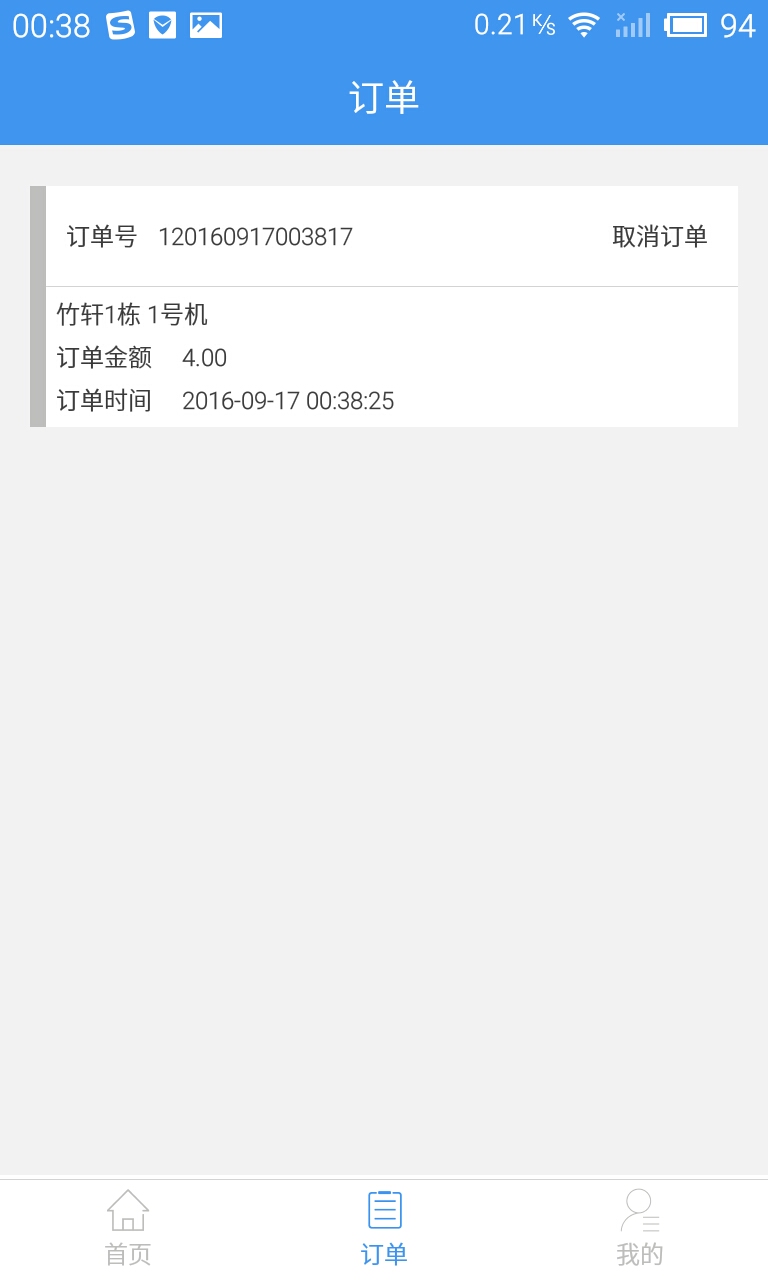 00:38 0.21 K/s 94
订单
订单号 120160917003817 取消订单
竹轩1栋 1号机
订单金额 4.00
订单时间 2016-09-17 00:38:25
首页 订单 我的